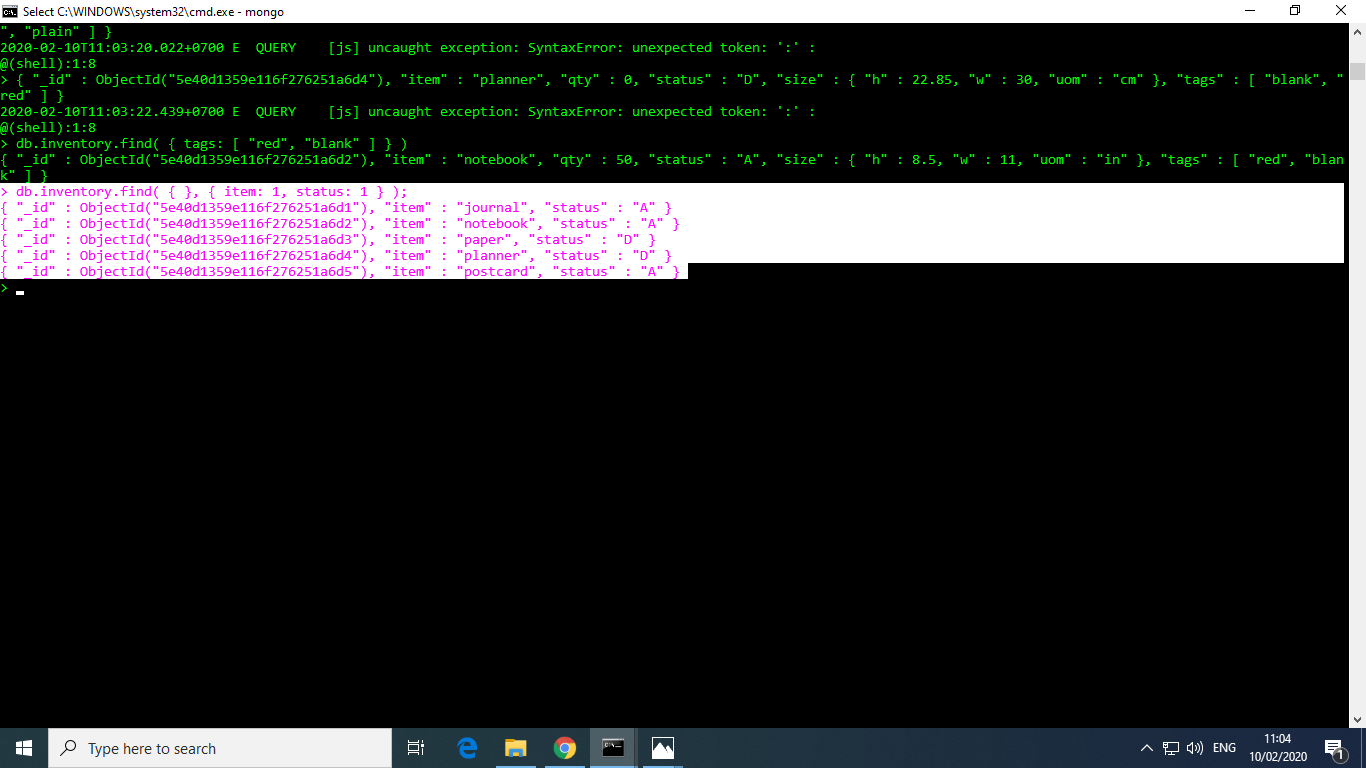 Select C:\WINDOWS\system32\cmd.exe - mongo
", "plain" ] }
2020-02-10T11:03:20.022+0700 E  QUERY    [js] uncaught exception: SyntaxError: unexpected token: ':' :
@(shell):1:8
> { "_id" : ObjectId("5e40d1359e116f276251a6d4"), "item" : "planner", "qty" : 0, "status" : "D", "size" : { "h" : 22.85, "w" : 30, "uom" : "cm" }, "tags" : [ "blank", "
red" ] }
2020-02-10T11:03:22.439+0700 E  QUERY    [js] uncaught exception: SyntaxError: unexpected token: ':' :
@(shell):1:8
> db.inventory.find( { tags: [ "red", "blank" ] } )
{ "_id" : ObjectId("5e40d1359e116f276251a6d2"), "item" : "notebook", "qty" : 50, "status" : "A", "size" : { "h" : 8.5, "w" : 11, "uom" : "in" }, "tags" : [ "red", "blan
k" ] }
> db.inventory.find( { }, { item: 1, status: 1 } );
{ "_id" : ObjectId("5e40d1359e116f276251a6d1"), "item" : "journal", "status" : "A" }
{ "_id" : ObjectId("5e40d1359e116f276251a6d2"), "item" : "notebook", "status" : "A" }
{ "_id" : ObjectId("5e40d1359e116f276251a6d3"), "item" : "paper", "status" : "D" }
{ "_id" : ObjectId("5e40d1359e116f276251a6d4"), "item" : "planner", "status" : "D" }
{ "_id" : ObjectId("5e40d1359e116f276251a6d5"), "item" : "postcard", "status" : "A" }
>
Type here to search
ENG
11:04
10/02/2020
1